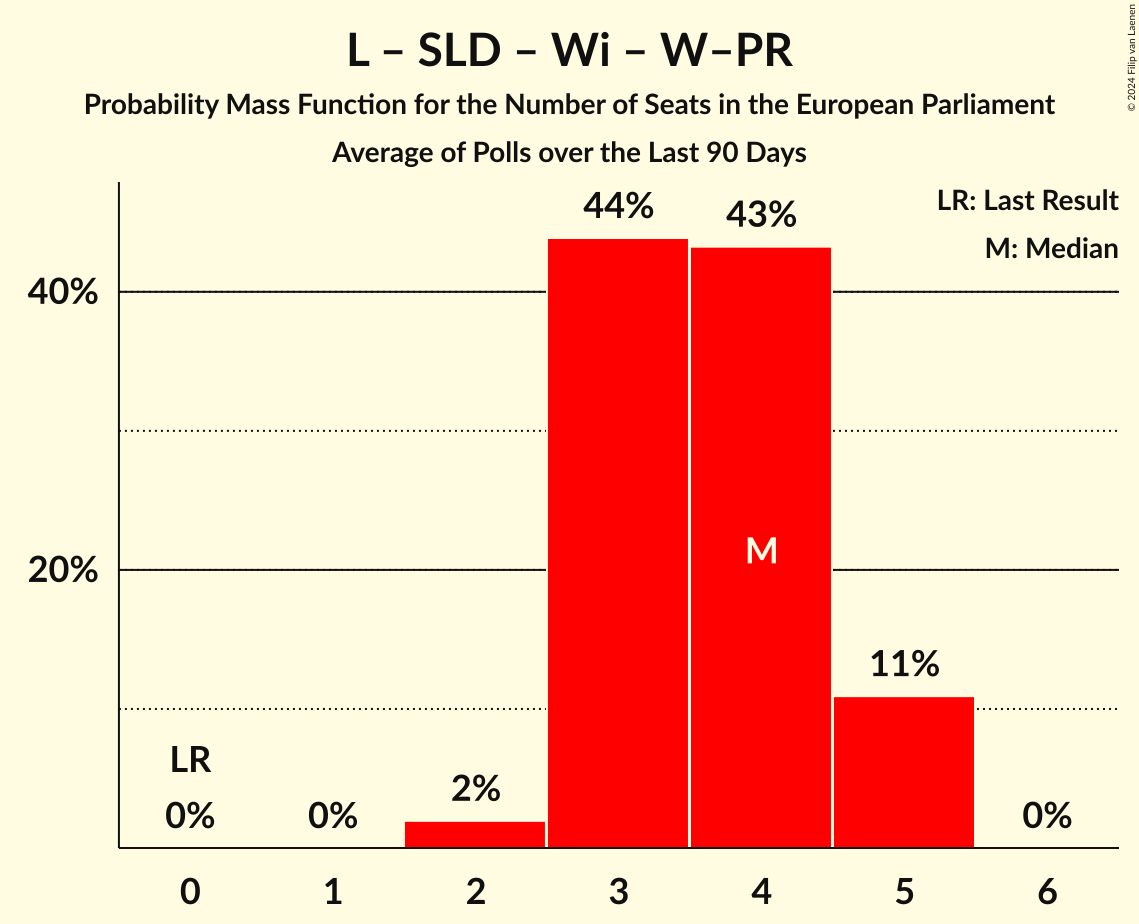 L – SLD – Wi – W–PR
Probability Mass Function for the Number of Seats in the European Parliament
Average of Polls over the Last 90 Days
© 2024 Filip van Laenen
LR: Last Result
M: Median
44%
43%
40%
M
20%
11%
LR
2%
0%
0%
0%
0 1 2 3 4 5 6